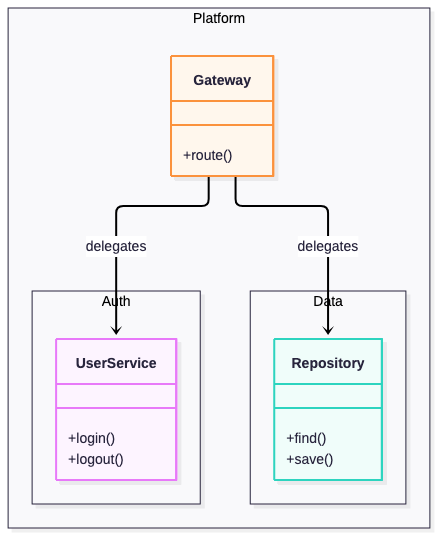 Platform
Gateway
+route()
delegates
delegates
Auth
Data
UserService
Repository
+login()
+logout()
+find()
+save()